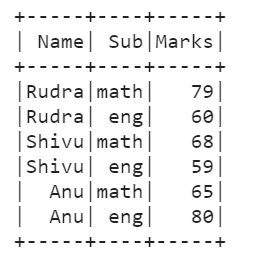 +-----+----+-----+
| Name| Sub|Marks|
+-----+----+-----+
|Rudra|math|   79|
|Rudra| eng|   60|
|Shivu|math|   68|
|Shivu| eng|   59|
|  Anu|math|   65|
|  Anu| eng|   80|
+-----+----+-----+